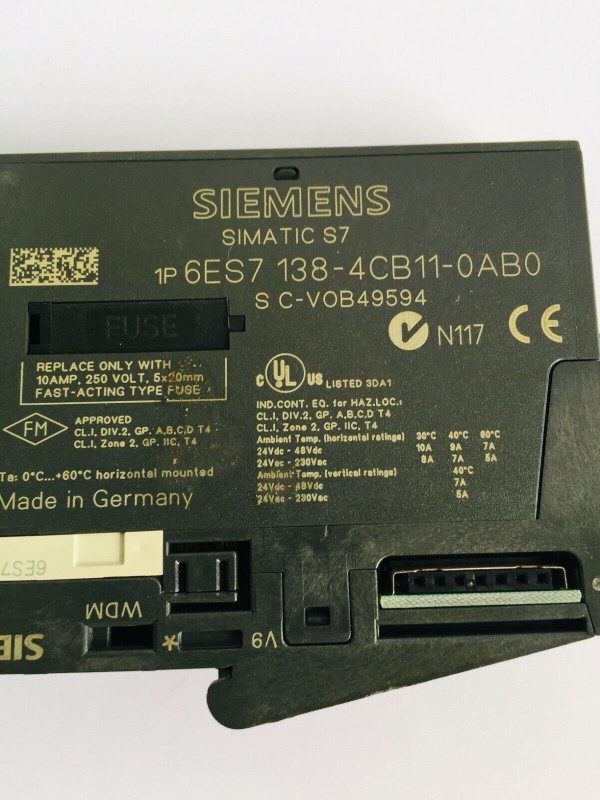 SIEMENS
SIMATIC S7
1P 6ES7 138-4CB11-0AB0
S C-V0B49594
FUSE
N117 CE
REPLACE ONLY WITH
10AMP, 250 VOLT, 5x20mm
FAST-ACTING TYPE FUSE
FM
APPROVED
CL.I, DIV.2, GP. A,B,C,D T4
CL.I, Zone 2, GP. IIC, T4
Ta: 0°C...+60°C horizontal mounted
Made in Germany
c UL US LISTED 3DA1
IND.CONT. EQ. for HAZ.LOC.:
CL.I, DIV.2, GP. A,B,C,D T4
CL.I, Zone 2, GP. IIC, T4
Ambient Temp. (horizontal ratings) 30°C 40°C 60°C
24Vdc - 48Vdc 10A 9A 7A
24Vac - 230Vac 8A 7A 5A
Ambient Temp. (vertical ratings) 40°C
24Vdc - 48Vdc 7A
24Vac - 230Vac 5A
6ES7
WDM
SIE
V9